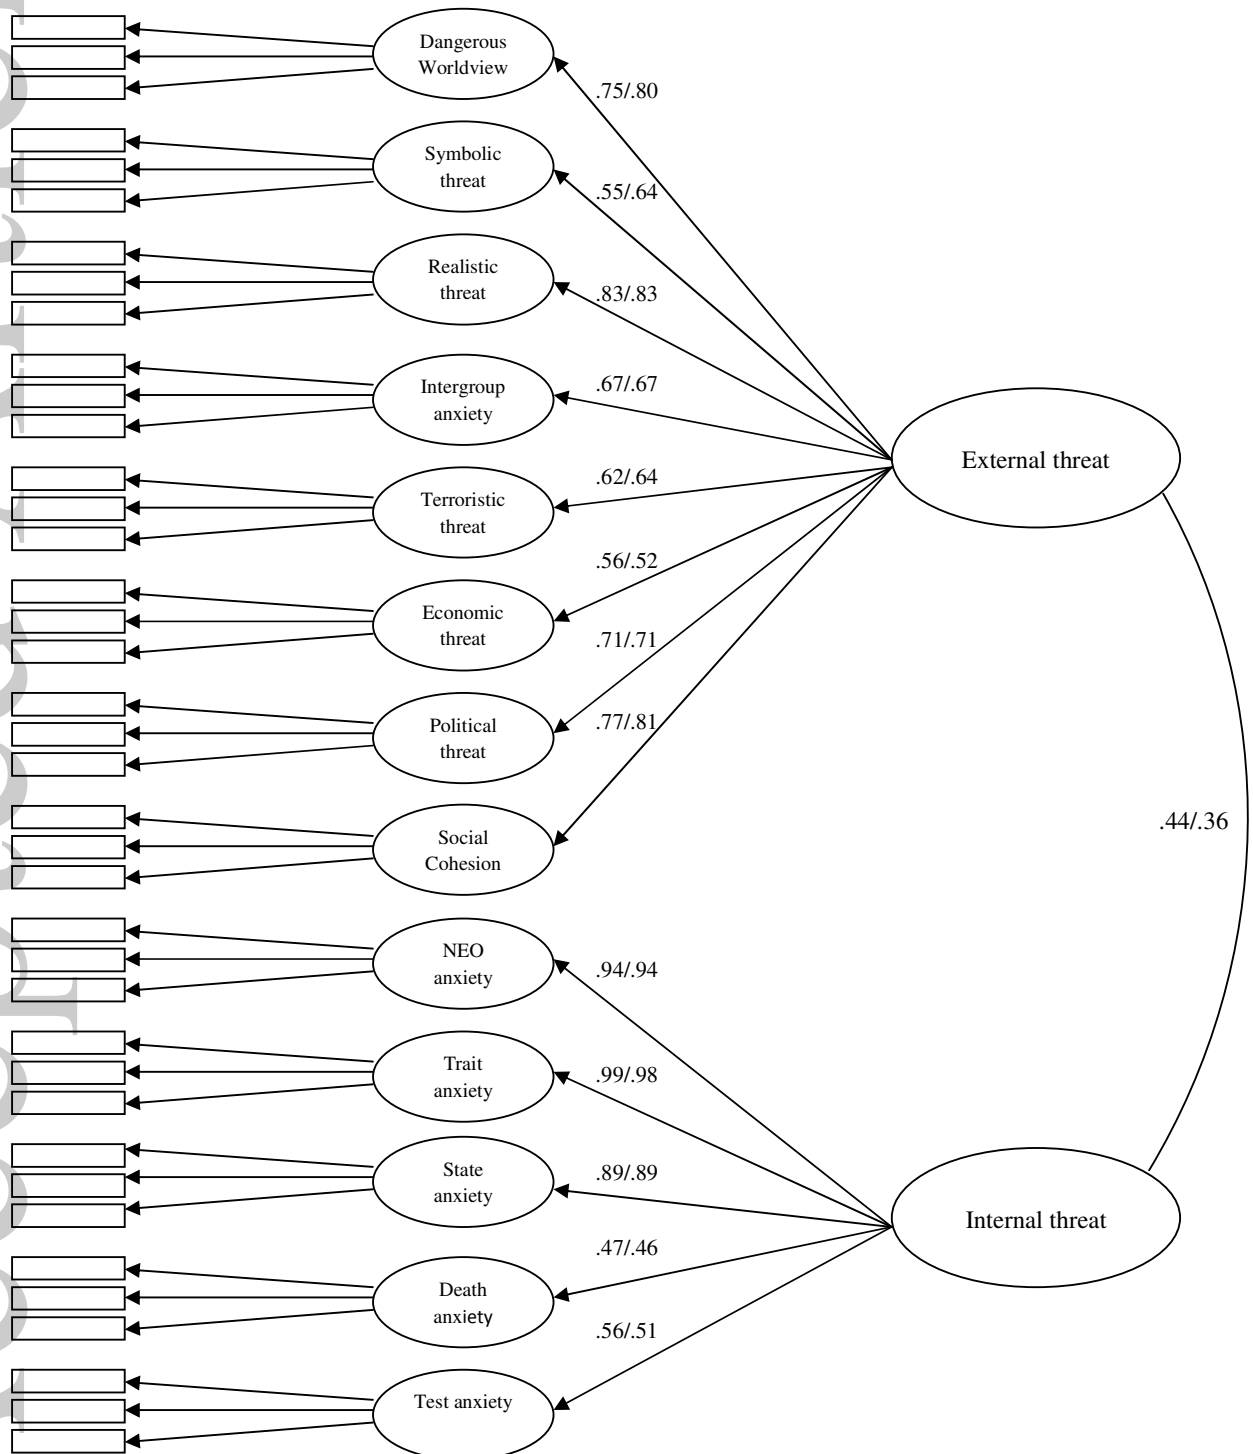 Dangerous
Worldview
.75/.80
Symbolic
threat
.55/.64
Realistic
threat
.83/.83
Intergroup
anxiety
.67/.67
External threat
Terroristic
threat
.62/.64
Economic
threat
.56/.52
Political
threat
.71/.71
.77/.81
Social
Cohesion
.44/.36
NEO
anxiety
.94/.94
Trait
anxiety
.99/.98
State
anxiety
.89/.89
Internal threat
.47/.46
Death
anxiety
.56/.51
Test anxiety